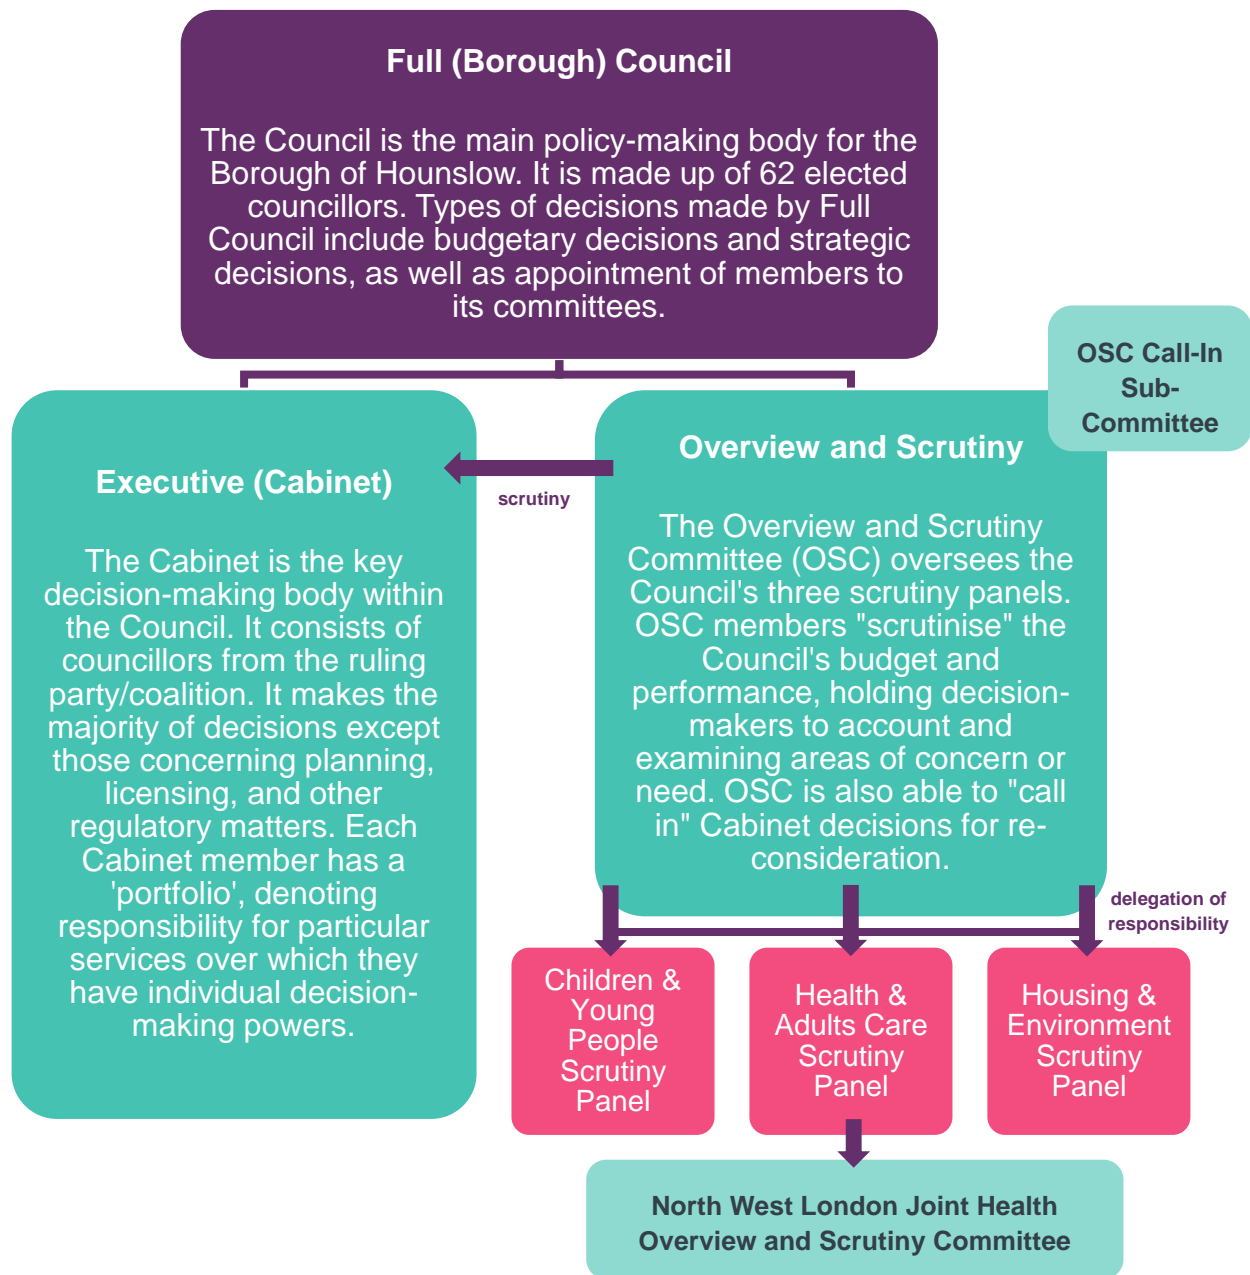 Full (Borough) Council
The Council is the main policy-making body for the
Borough of Hounslow. It is made up of 62 elected
councillors. Types of decisions made by Full
Council include budgetary decisions and strategic
decisions, as well as appointment of members to
its committees.
OSC Call-In
Sub-
Committee
Executive (Cabinet)
The Cabinet is the key
decision-making body within
the Council. It consists of
councillors from the ruling
party/coalition. It makes the
majority of decisions except
those concerning planning,
licensing, and other
regulatory matters. Each
Cabinet member has a
'portfolio', denoting
responsibility for particular
services over which they
have individual decision-
making powers.
scrutiny
Overview and Scrutiny
The Overview and Scrutiny
Committee (OSC) oversees the
Council's three scrutiny panels.
OSC members "scrutinise" the
Council's budget and
performance, holding decision-
makers to account and
examining areas of concern or
need. OSC is also able to "call
in" Cabinet decisions for re-
consideration.
delegation of
responsibility
Children &
Young
People
Scrutiny
Panel
Health &
Adults Care
Scrutiny
Panel
Housing &
Environment
Scrutiny
Panel
North West London Joint Health
Overview and Scrutiny Committee